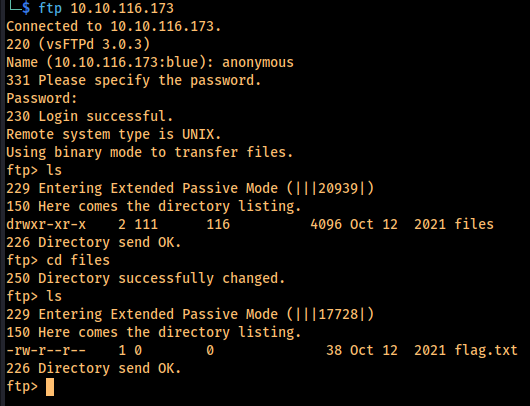 └─$ ftp 10.10.116.173
Connected to 10.10.116.173.
220 (vsFTPd 3.0.3)
Name (10.10.116.173:blue): anonymous
331 Please specify the password.
Password:
230 Login successful.
Remote system type is UNIX.
Using binary mode to transfer files.
ftp> ls
229 Entering Extended Passive Mode (|||20939|)
150 Here comes the directory listing.
drwxr-xr-x    2 111      116          4096 Oct 12  2021 files
226 Directory send OK.
ftp> cd files
250 Directory successfully changed.
ftp> ls
229 Entering Extended Passive Mode (|||17728|)
150 Here comes the directory listing.
-rw-r--r--    1 0        0              38 Oct 12  2021 flag.txt
226 Directory send OK.
ftp>